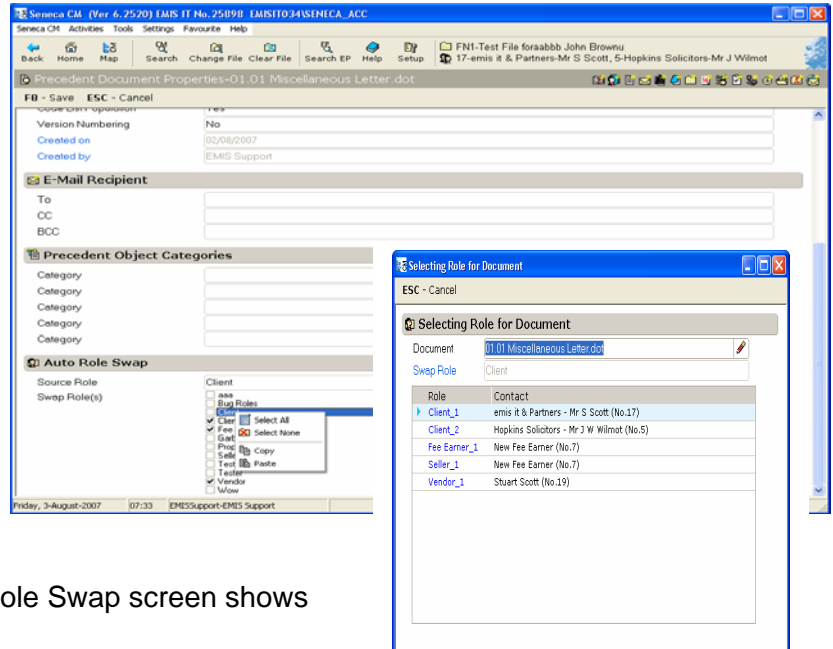 Seneca CM (Ver 6.2520) EMIS IT No.25898 EMISIT034\SENECA_ACC
Seneca CM Activities Tools Settings Favourite Help
Back Home Map Search Change File Clear File Search EP Help Setup
FN1-Test File foraabbb John Brownu
17-emis it & Partners-Mr S Scott, 5-Hopkins Solicitors-Mr J Wilmot
Precedent Document Properties-01.01 Miscellaneous Letter.dot
F8 - Save ESC - Cancel
Code List Population Yes
Version Numbering No
Created on 02/08/2007
Created by EMIS Support
E-Mail Recipient
To
CC
BCC
Precedent Object Categories
Category
Category
Category
Category
Category
Auto Role Swap
Source Role Client
Swap Role(s) aaa
Bug Roles
Client
Fee
Select All
Select None
Copy
Paste
Test
Tester
Vendor
Wow
Friday, 3-August-2007 07:33 EMISSupport-EMIS Support
Selecting Role for Document
ESC - Cancel
Selecting Role for Document
Document 01.01 Miscelleneous Letter.dot
Swap Role Client
Role Contact
Client_1 emis it & Partners - Mr S Scott (No.17)
Client_2 Hopkins Solicitors - Mr J W Wilmot (No.5)
Fee Earner_1 New Fee Earner (No.7)
Seller_1 New Fee Earner (No.7)
Vendor_1 Stuart Scott (No.19)
ole Swap screen shows